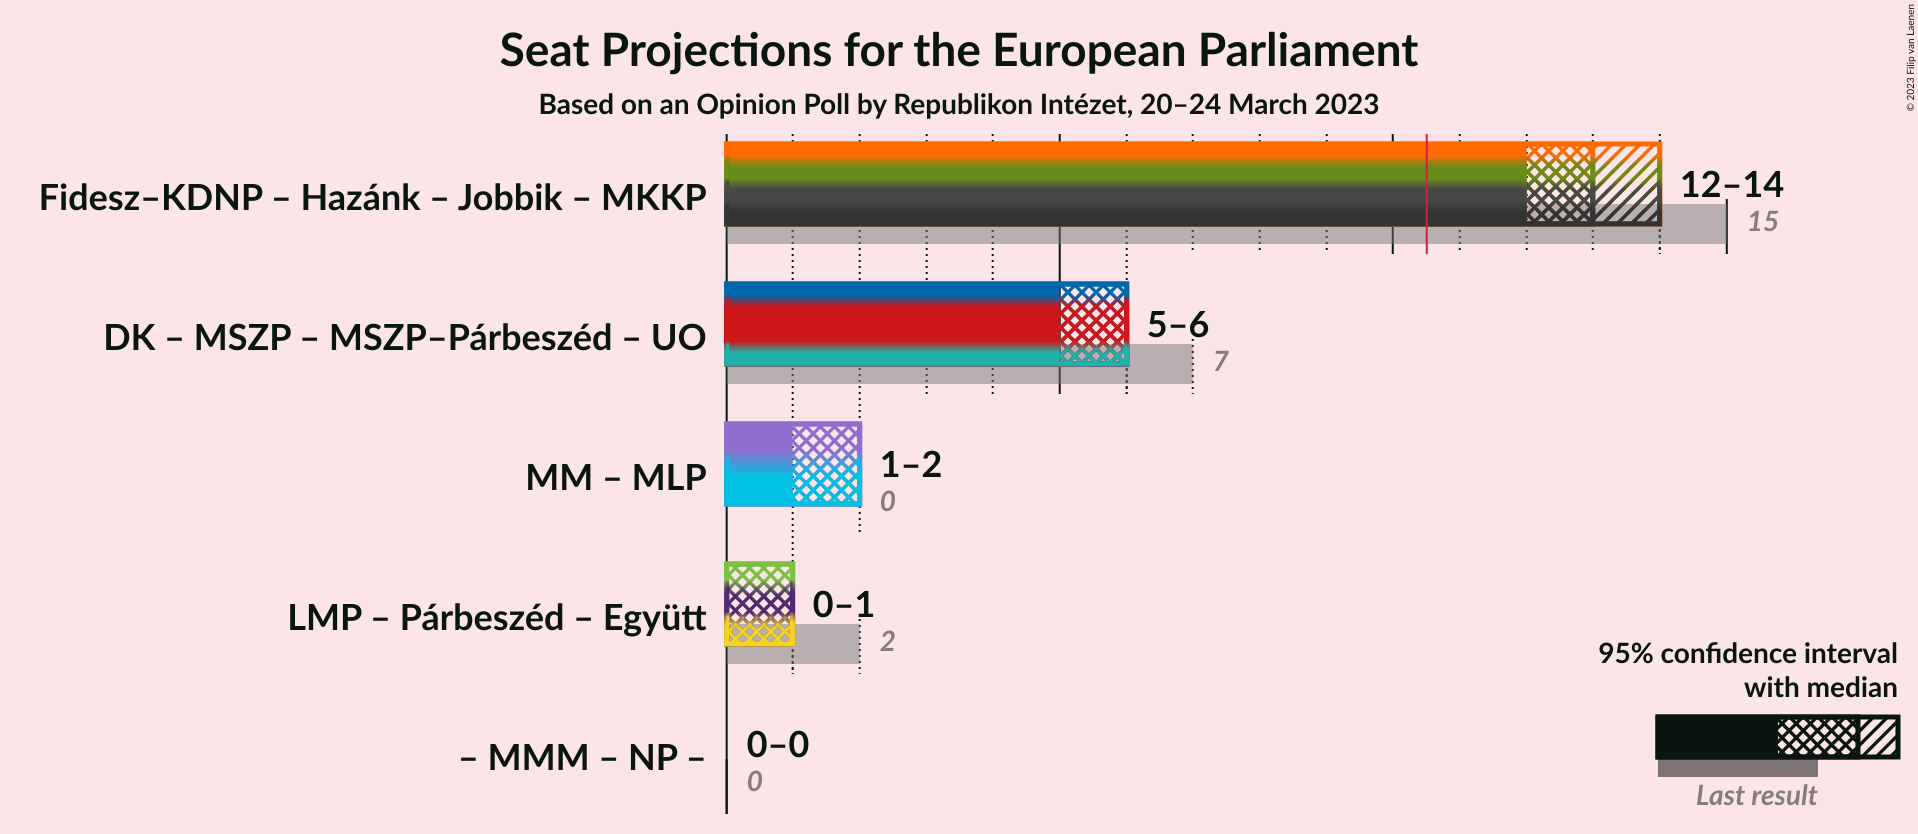 Seat Projections for the European Parliament
Based on an Opinion Poll by Republikon Intézet, 20–24 March 2023
© 2023 Filip van Laenen
Fidesz–KDNP – Hazánk – Jobbik – MKKP
12–14
15
DK – MSZP – MSZP–Párbeszéd – UO
5–6
7
MM – MLP
1–2
0
LMP – Párbeszéd – Együtt
0–1
2
– MMM – NP –
0–0
0
95% confidence interval
with median
Last result